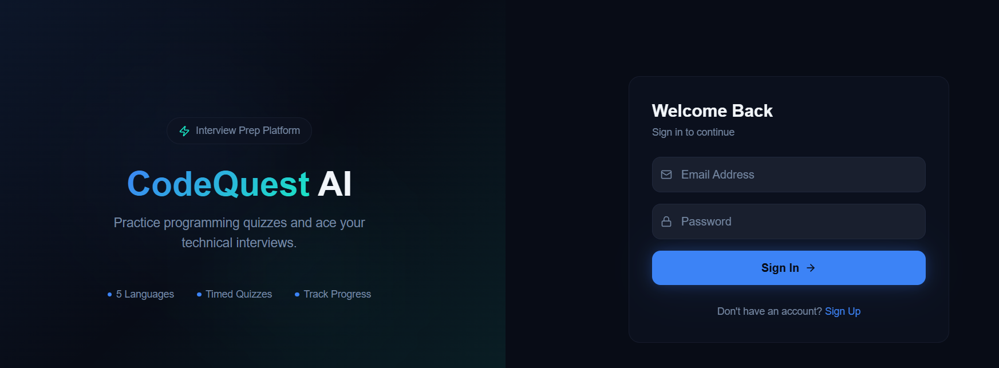 Interview Prep Platform
CodeQuest AI
Practice programming quizzes and ace your
technical interviews.
5 Languages
Timed Quizzes
Track Progress
Welcome Back
Sign in to continue
Email Address
Password
Sign In
Don't have an account? Sign Up